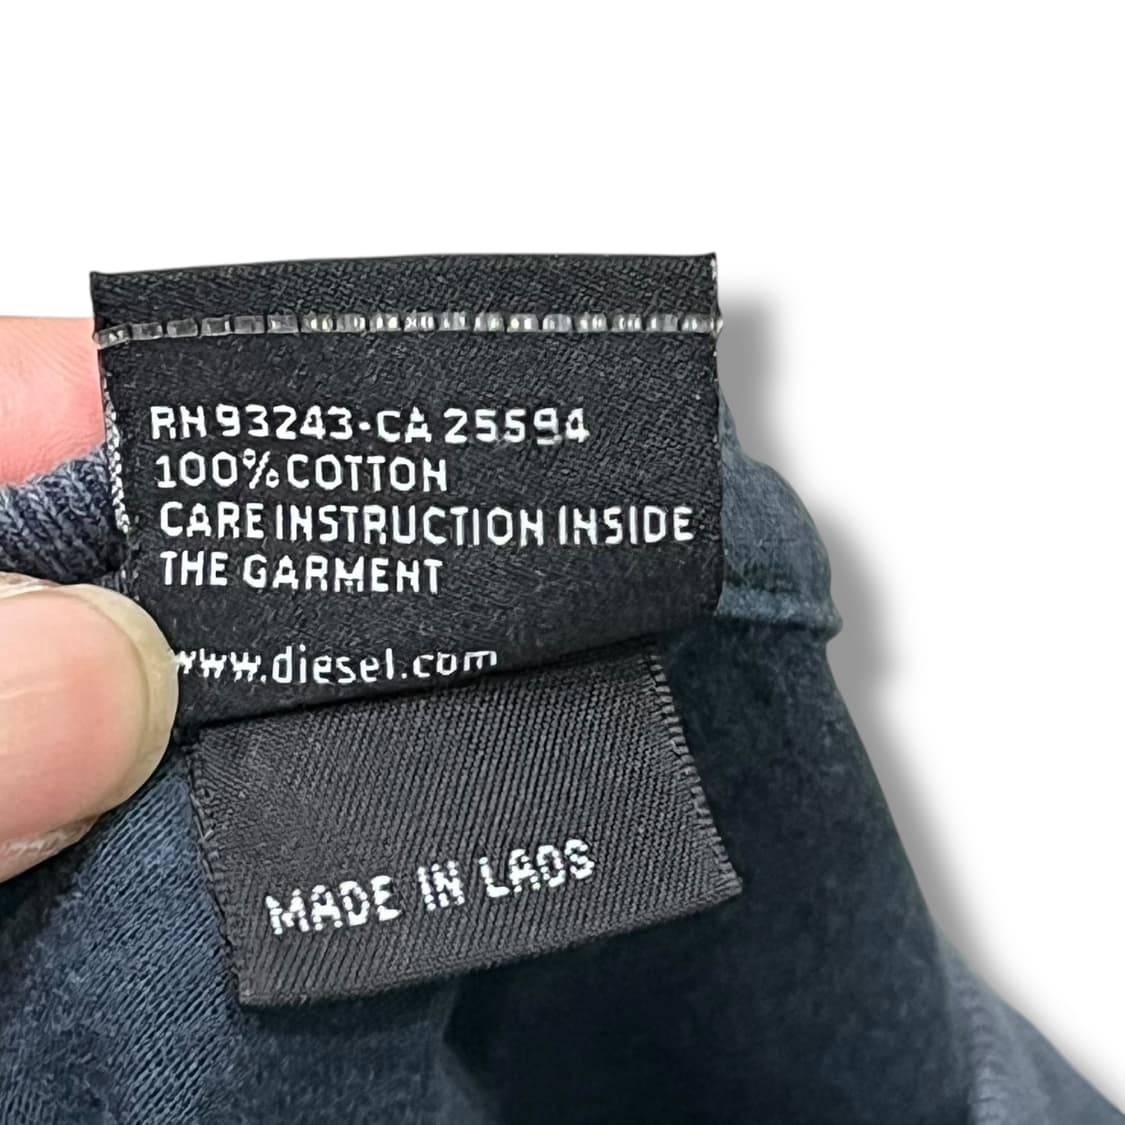 RN 93243-CA 25594
100% COTTON
CARE INSTRUCTION INSIDE
THE GARMENT
www.diesel.com
MADE IN LAOS